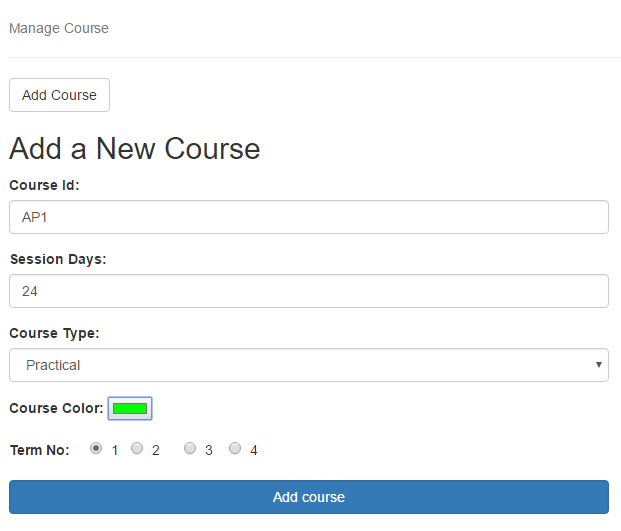 Manage Course
Add Course
Add a New Course
Course Id:
AP1
Session Days:
24
Course Type:
Practical
Course Color:
Term No: 1 2 3 4
Add course